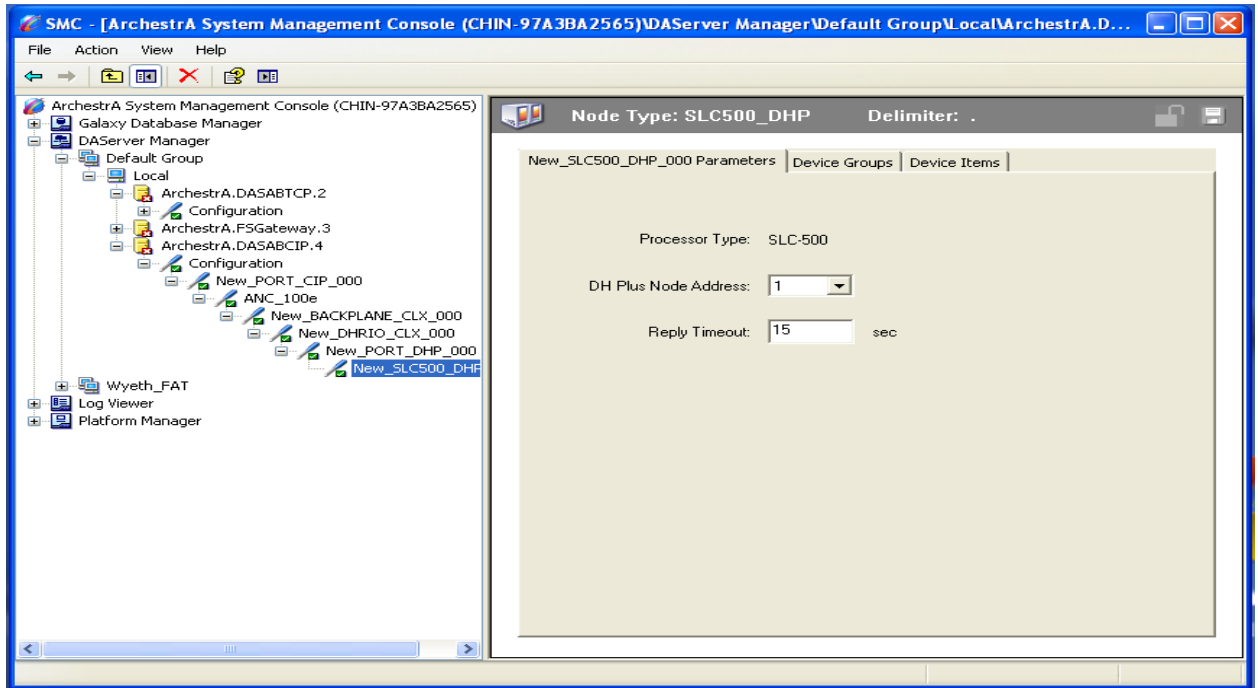 SMC - [ArchestrA System Management Console (CHIN-97A3BA2565)\DAServer Manager\Default Group\Local\ArchestrA.D...
File Action View Help
ArchestrA System Management Console (CHIN-97A3BA2565)
Galaxy Database Manager
DAServer Manager
Default Group
Local
ArchestrA.DASABTCP.2
Configuration
ArchestrA.FSGateway.3
ArchestrA.DASABCIP.4
Configuration
New_PORT_CIP_000
ANC_100e
New_BACKPLANE_CLX_000
New_DHRIO_CLX_000
New_PORT_DHP_000
New_SLC500_DHP
Wyeth_FAT
Log Viewer
Platform Manager
Node Type: SLC500_DHP Delimiter: .
New_SLC500_DHP_000 Parameters Device Groups Device Items
Processor Type: SLC-500
DH Plus Node Address: 1
Reply Timeout: 15 sec